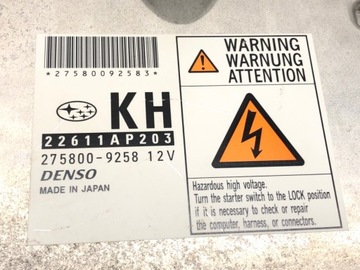 *27580092583*
KH
22611AP203
275800-9258 12V
DENSO
MADE IN JAPAN
WARNING
WARNUNG
ATTENTION
Hazardous high voltage.
Turn the starter switch to the LOCK position
if it is necessary to check or repair
the computer, harness, or connectors.